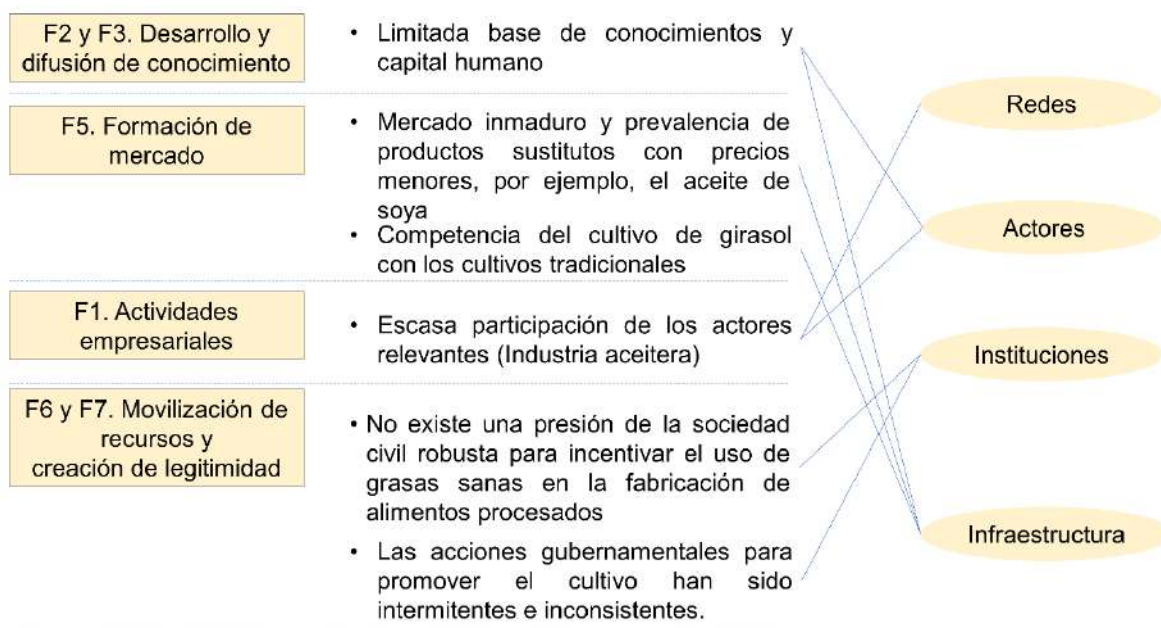 F2 y F3. Desarrollo y
difusión de conocimiento
• Limitada base de conocimientos y
capital humano
F5. Formación de
mercado
• Mercado inmaduro y prevalencia de
productos sustitutos con precios
menores, por ejemplo, el aceite de
soya
• Competencia del cultivo de girasol
con los cultivos tradicionales
F1. Actividades
empresariales
• Escasa participación de los actores
relevantes (Industria aceitera)
F6 y F7. Movilización de
recursos y
creación de legitimidad
• No existe una presión de la sociedad
civil robusta para incentivar el uso de
grasas sanas en la fabricación de
alimentos procesados
• Las acciones gubernamentales para
promover el cultivo han sido
intermitentes e inconsistentes.
Redes
Actores
Instituciones
Infraestructura